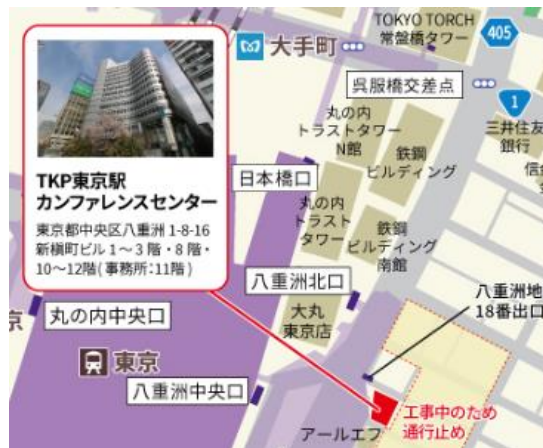 TKP東京駅
カンファレンスセンター
東京都中央区八重洲 1-8-16
新槇町ビル 1～3 階・8 階・
10～12階(事務所:11階)
大手町
TOKYO TORCH
常盤橋タワー
405
呉服橋交差点
1
三井住友
銀行
丸の内
トラストタワー
N館
鉄鋼
ビルディング
日本橋口
丸の内
トラスト
タワー
鉄鋼
ビルディング
南館
八重洲北口
大丸
東京店
八重洲地
18番出口
丸の内中央口
京
東京
八重洲中央口
アールエフ
工事中のため
通行止め